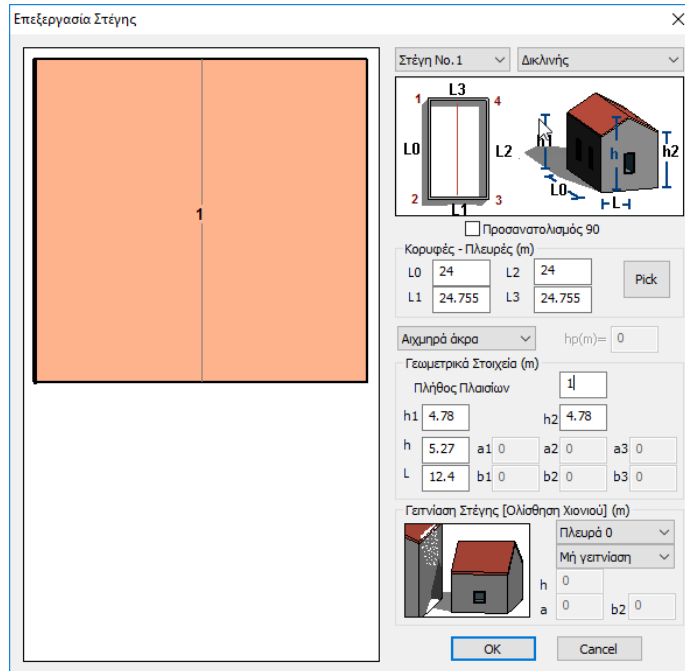 Επεξεργασία Στέγης
1
Στέγη No.1 Δικλινής
L3
1 4
L0 L2
2 3
L1
h1 h h2
L0 L
Προσανατολισμός 90
Κορυφές - Πλευρές (m)
L0 24 L2 24
L1 24.755 L3 24.755
Pick
Αιχμηρά άκρα hp(m)= 0
Γεωμετρικά Στοιχεία (m)
Πλήθος Πλαισίων 1
h1 4.78 h2 4.78
h 5.27 a1 0 a2 0 a3 0
L 12.4 b1 0 b2 0 b3 0
Γειτνίαση Στέγης [Ολίσθηση Χιονιού] (m)
Πλευρά 0
Μή γειτνίαση
h 0
a 0 b2 0
OK Cancel